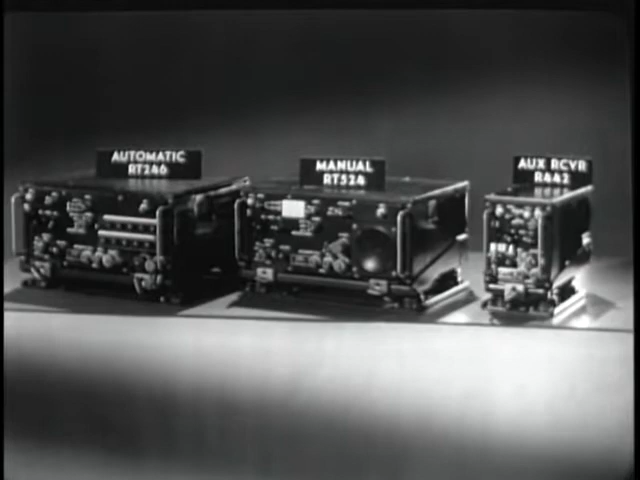 AUTOMATIC
RT246
MANUAL
RT524
AUX RCVR
R442